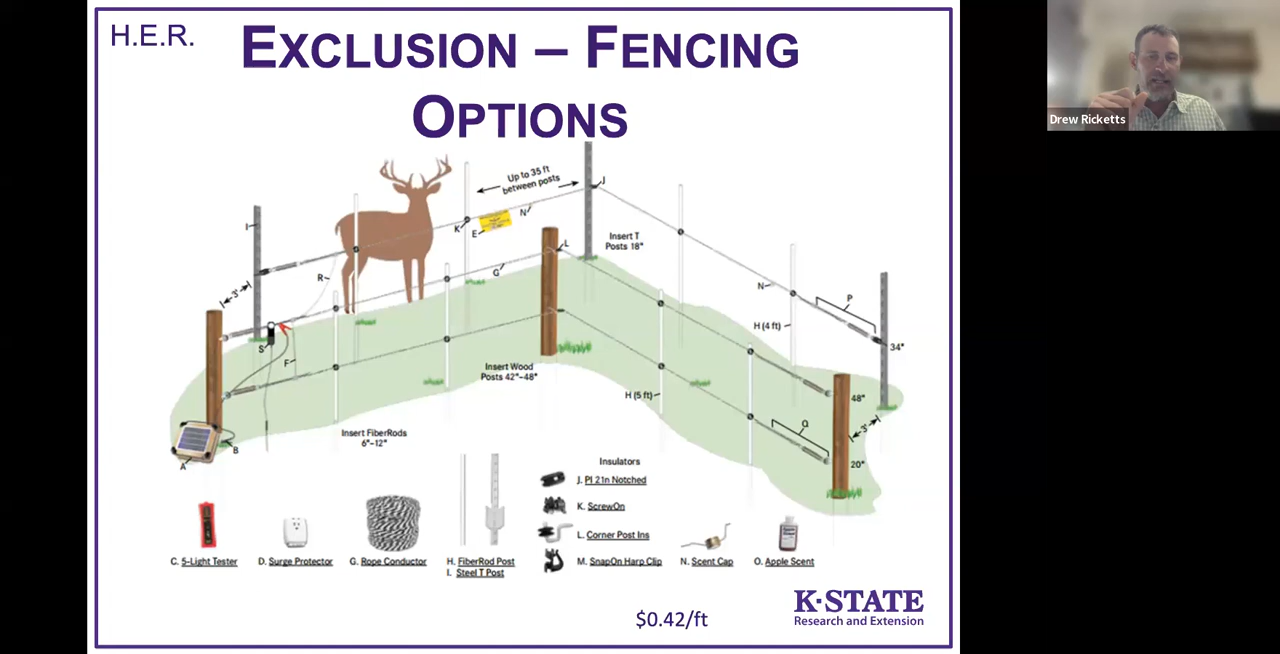 H.E.R.
EXCLUSION – FENCING
OPTIONS
Drew Ricketts
Up to 35 ft
between posts
J
I
K
E
N
L
Insert T
Posts 18"
R
G
3'
N
P
S
H (4 ft)
34"
F
Insert Wood
Posts 42"–48"
48"
H (5 ft)
Q
3'
Insert FiberRods
6"–12"
B
A
20"
Insulators
J. PI 21n Notched
K. ScrewOn
L. Corner Post Ins
M. SnapOn Harp Clip
C. 5-Light Tester
D. Surge Protector
G. Rope Conductor
H. FiberRod Post
I. Steel T Post
N. Scent Cap
O. Apple Scent
$0.42/ft
K-STATE
Research and Extension